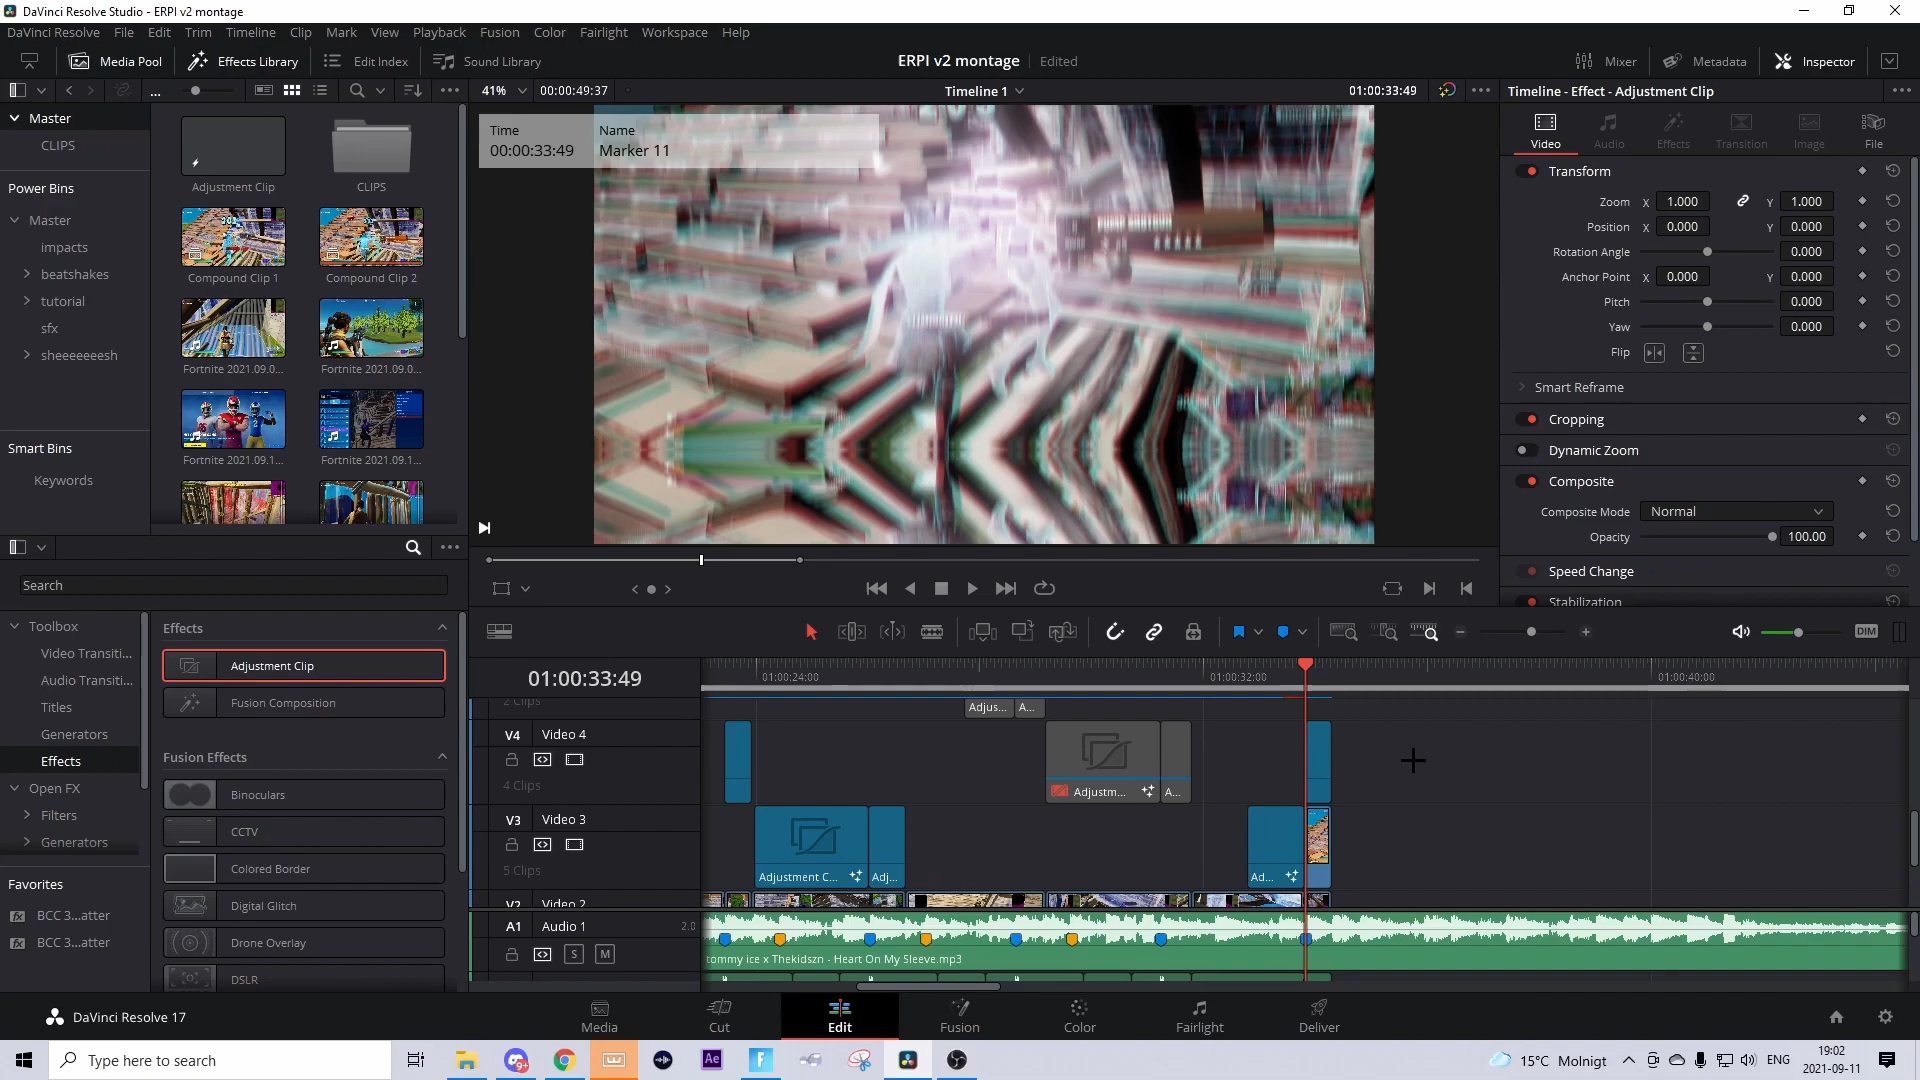 DaVinci Resolve Studio - ERPI v2 montage
DaVinci Resolve File Edit Trim Timeline Clip Mark View Playback Fusion Color Fairlight Workspace Help
Media Pool Effects Library Edit Index Sound Library ERPI v2 montage Edited Mixer Metadata Inspector
... 41% 00:00:49:37 Timeline 1 01:00:33:49 Timeline - Effect - Adjustment Clip
Master
CLIPS
Power Bins
Master
impacts
beatshakes
tutorial
sfx
sheeeeeeesh
Smart Bins
Keywords
Adjustment Clip CLIPS
Compound Clip 1 Compound Clip 2
Fortnite 2021.09.0... Fortnite 2021.09.0...
Fortnite 2021.09.1... Fortnite 2021.09.1...
Time Name
00:00:33:49 Marker 11
Video Audio Effects Transition Image File
Transform
Zoom X 1.000 Y 1.000
Position X 0.000 Y 0.000
Rotation Angle 0.000
Anchor Point X 0.000 Y 0.000
Pitch 0.000
Yaw 0.000
Flip
Smart Reframe
Cropping
Dynamic Zoom
Composite
Composite Mode Normal
Opacity 100.00
Speed Change
Stabilization
Search
Toolbox
Video Transiti...
Audio Transiti...
Titles
Generators
Effects
Open FX
Filters
Generators
Favorites
BCC 3...atter
BCC 3...atter
Effects
Adjustment Clip
Fusion Composition
Fusion Effects
Binoculars
CCTV
Colored Border
Digital Glitch
Drone Overlay
DSLR
DIM
01:00:33:49 01:00:24:00 01:00:32:00 01:00:40:00
2 Clips Adjus... A...
V4 Video 4
4 Clips Adjustm... A...
V3 Video 3
5 Clips Adjustment C... Adj... Ad...
V2 Video 2
A1 Audio 1 2.0
S M
tommy ice x Thekidszn - Heart On My Sleeve.mp3
DaVinci Resolve 17 Media Cut Edit Fusion Color Fairlight Deliver
Type here to search 9+ Ae 15°C Molnigt ENG 19:02
2021-09-11